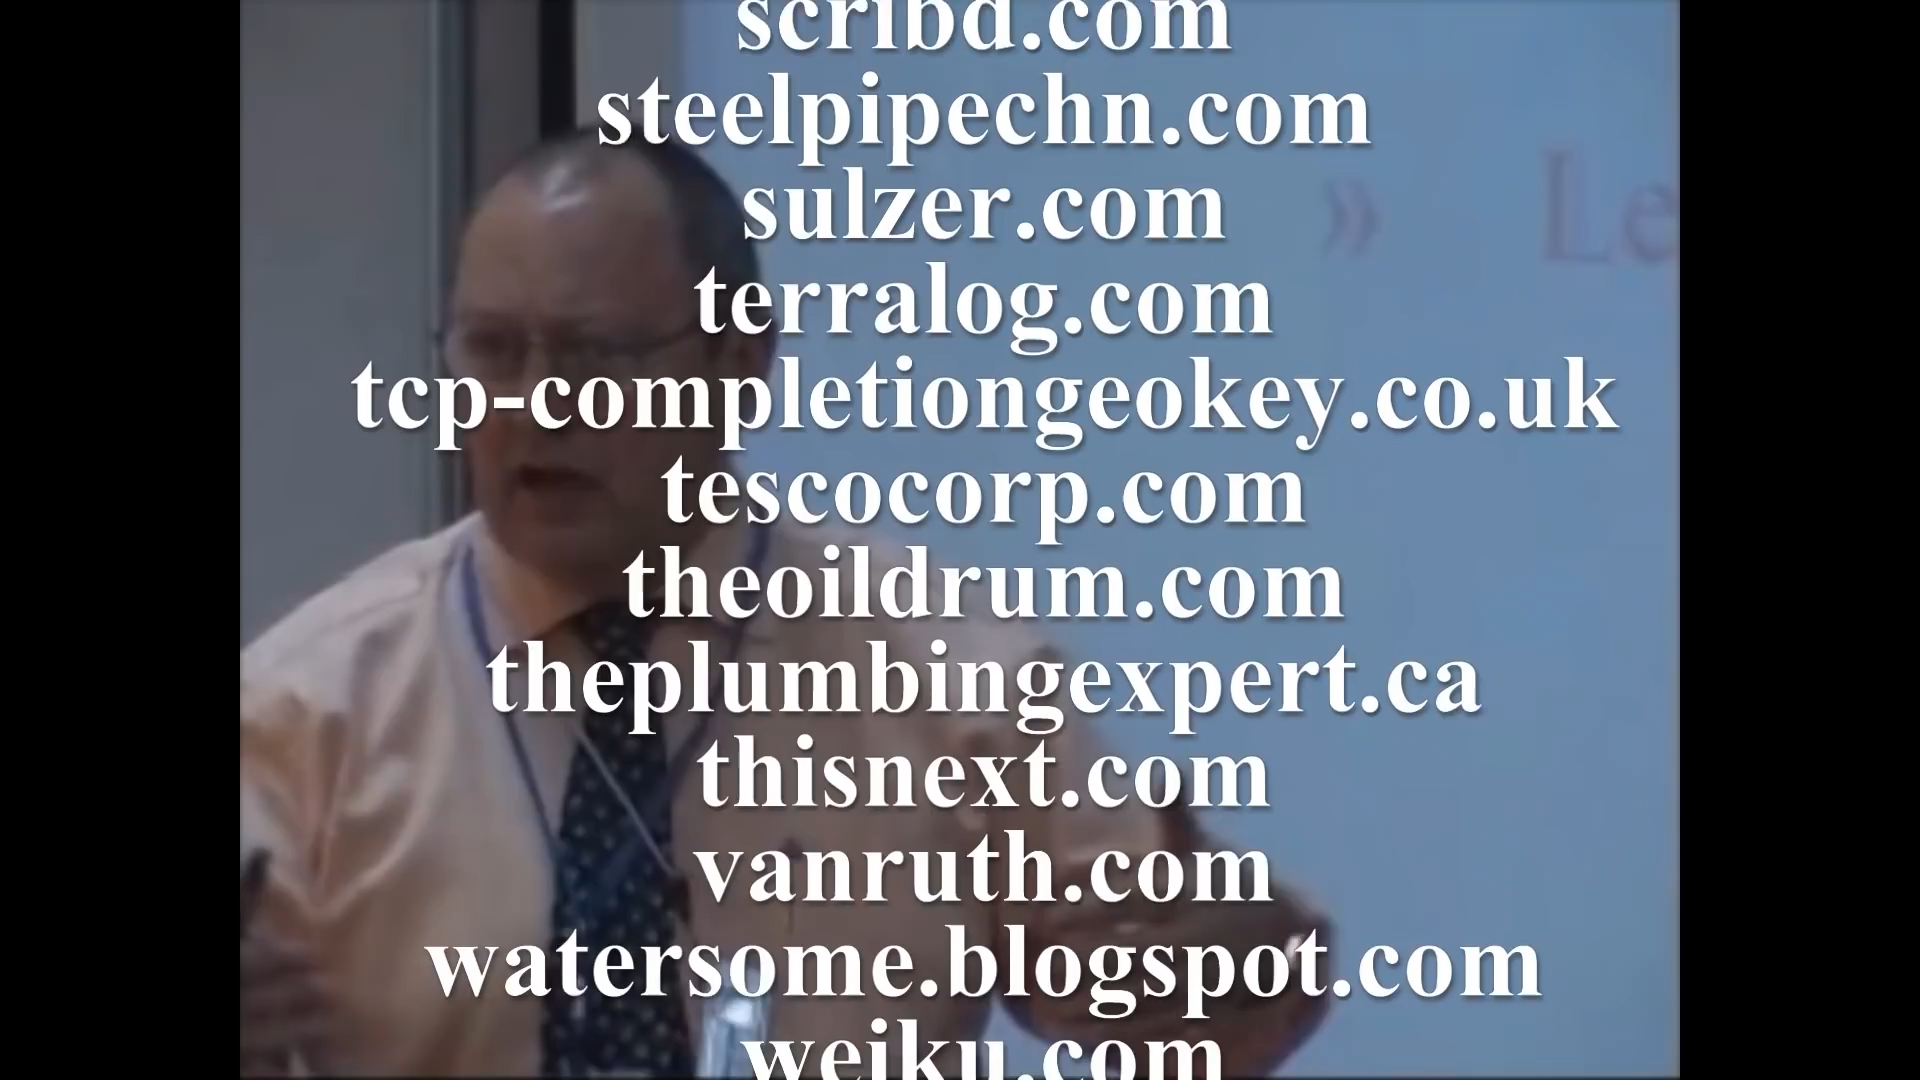 scribd.com
steelpipechn.com
sulzer.com
» Le
terralog.com
tcp-completiongeokey.co.uk
tescocorp.com
theoildrum.com
theplumbingexpert.ca
thisnext.com
vanruth.com
watersome.blogspot.com
weiku.com